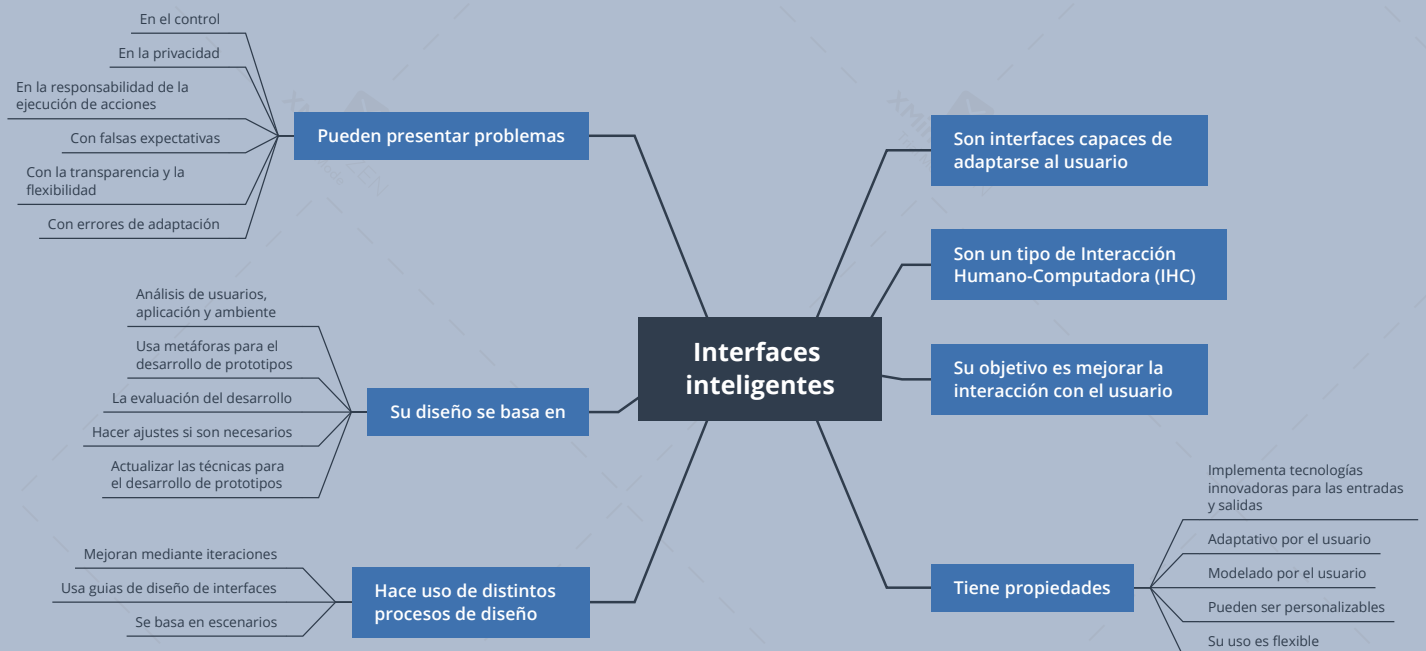 Interfaces
inteligentes
Son interfaces capaces de
adaptarse al usuario
Son un tipo de Interacción
Humano-Computadora (IHC)
Su objetivo es mejorar la
interacción con el usuario
Tiene propiedades
Implementa tecnologías
innovadoras para las entradas
y salidas
Adaptativo por el usuario
Modelado por el usuario
Pueden ser personalizables
Su uso es flexible
Pueden presentar problemas
En el control
En la privacidad
En la responsabilidad de la
ejecución de acciones
Con falsas expectativas
Con la transparencia y la
flexibilidad
Con errores de adaptación
Su diseño se basa en
Análisis de usuarios,
aplicación y ambiente
Usa metáforas para el
desarrollo de prototipos
La evaluación del desarrollo
Hacer ajustes si son necesarios
Actualizar las técnicas para
el desarrollo de prototipos
Hace uso de distintos
procesos de diseño
Mejoran mediante iteraciones
Usa guias de diseño de interfaces
Se basa en escenarios